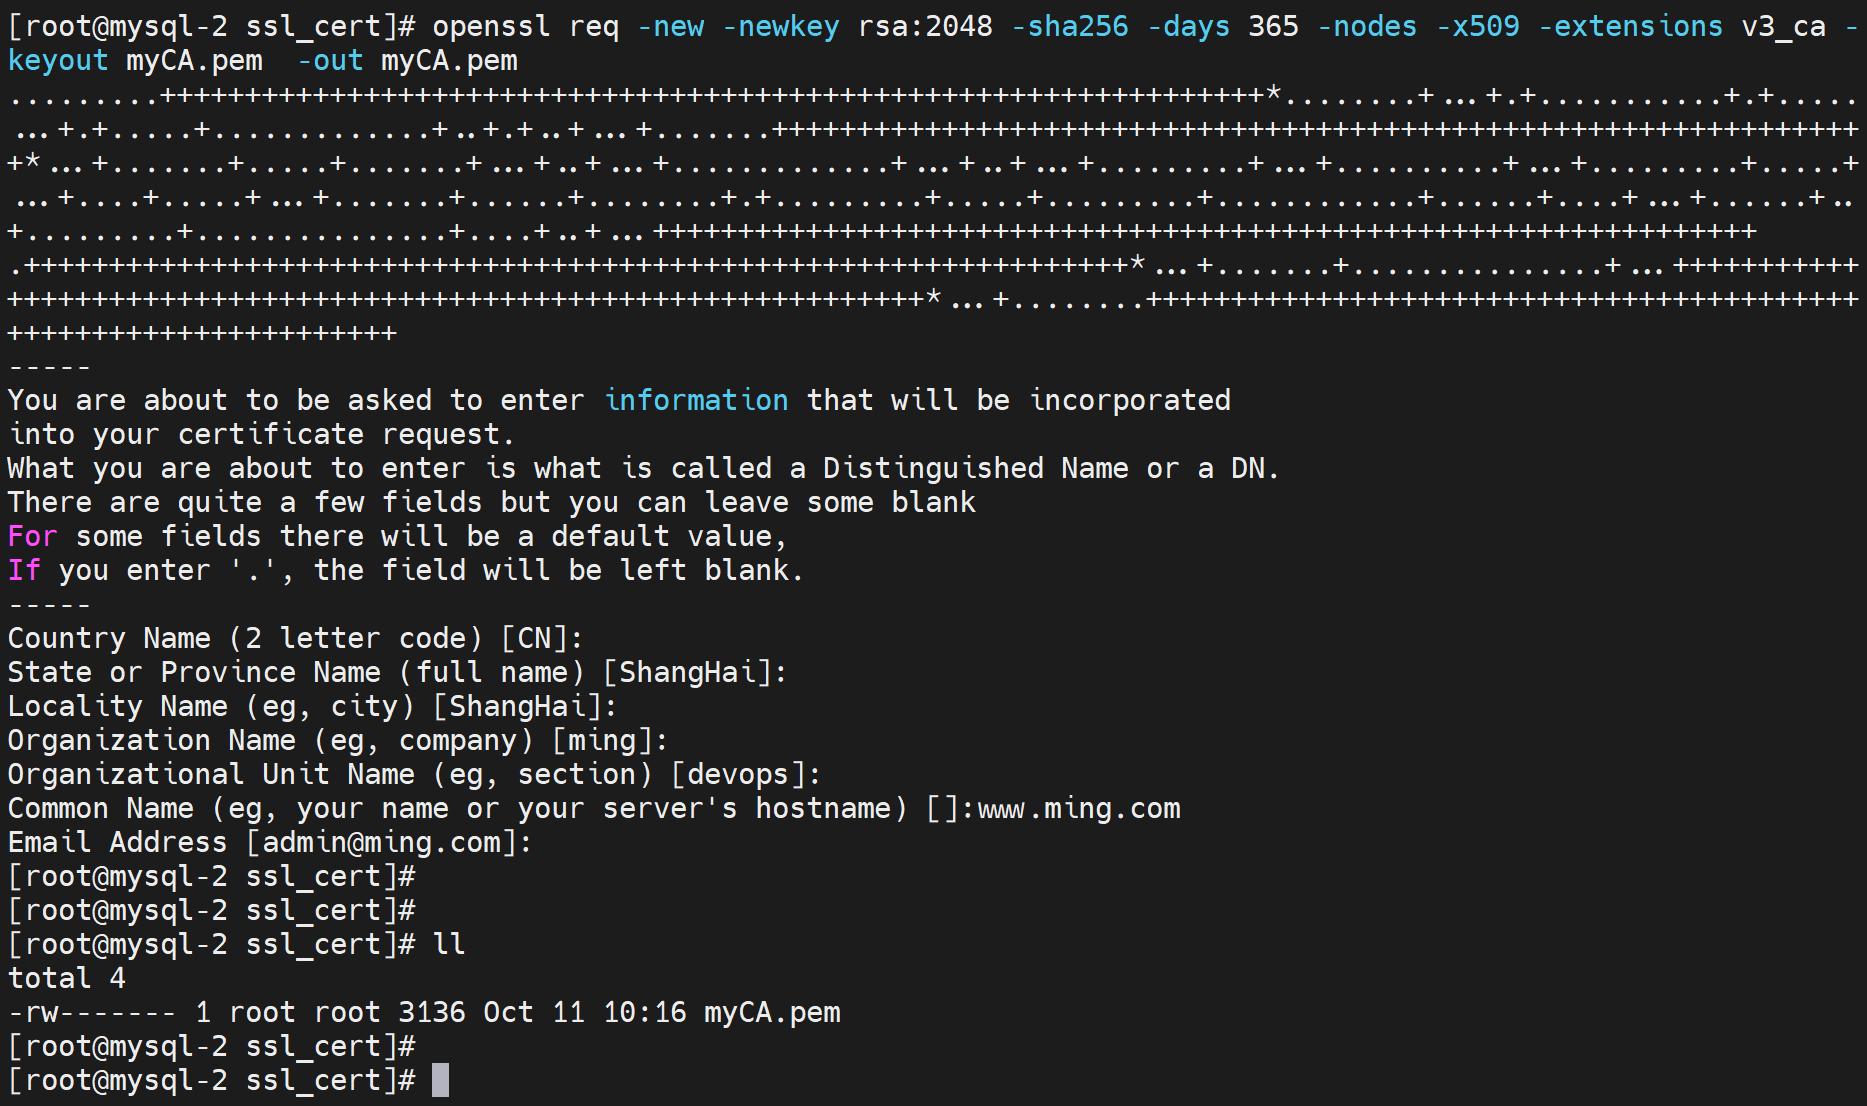 [root@mysql-2 ssl_cert]# openssl req -new -newkey rsa:2048 -sha256 -days 365 -nodes -x509 -extensions v3_ca -
keyout myCA.pem  -out myCA.pem
-----
You are about to be asked to enter information that will be incorporated
into your certificate request.
What you are about to enter is what is called a Distinguished Name or a DN.
There are quite a few fields but you can leave some blank
For some fields there will be a default value,
If you enter '.', the field will be left blank.
-----
Country Name (2 letter code) [CN]:
State or Province Name (full name) [ShangHai]:
Locality Name (eg, city) [ShangHai]:
Organization Name (eg, company) [ming]:
Organizational Unit Name (eg, section) [devops]:
Common Name (eg, your name or your server's hostname) []:www.ming.com
Email Address [admin@ming.com]:
[root@mysql-2 ssl_cert]#
[root@mysql-2 ssl_cert]#
[root@mysql-2 ssl_cert]# ll
total 4
-rw------- 1 root root 3136 Oct 11 10:16 myCA.pem
[root@mysql-2 ssl_cert]#
[root@mysql-2 ssl_cert]#